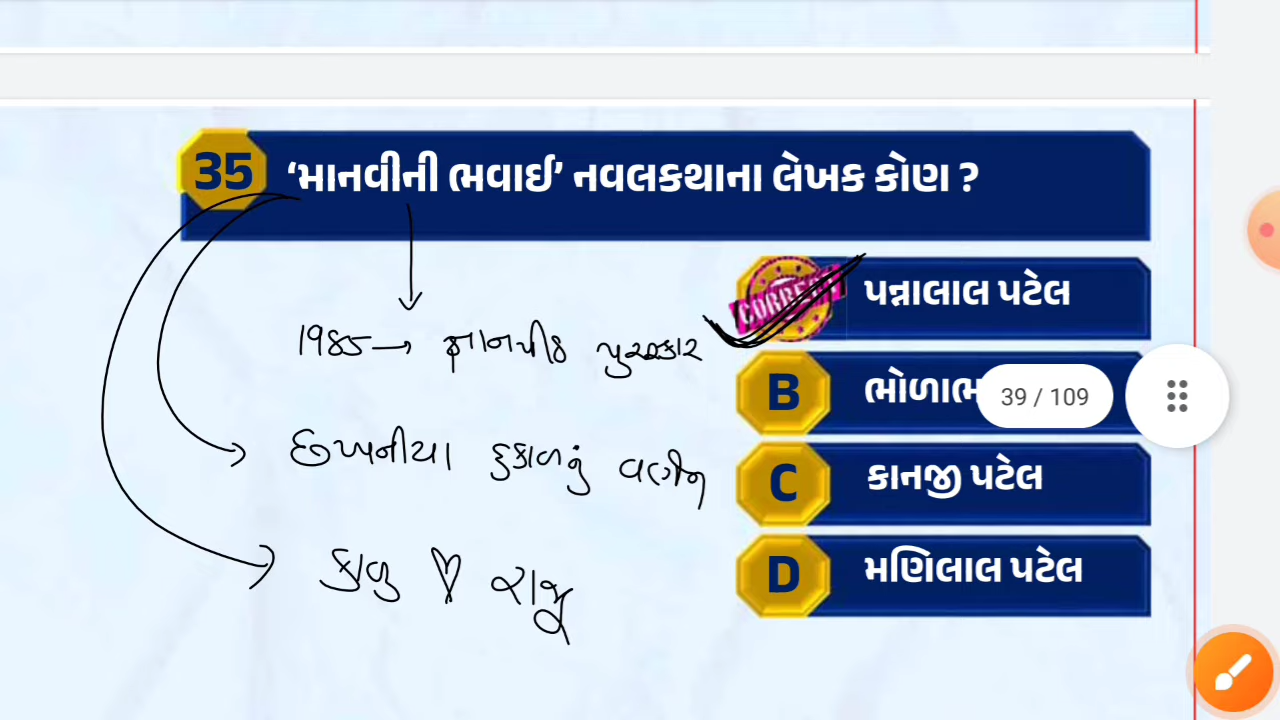 35 ‘માનવીની ભવાઈ’ નવલકથાના લેખક કોણ ?
CORRECT પન્નાલાલ પટેલ
1985 → જ્ઞાનપીઠ પુરસ્કાર
B ભોળાભ
39 / 109
છપ્પનીયા દુકાળનું વર્ણન
C કાનજી પટેલ
કાળુ ♡ રાજુ
D મણિલાલ પટેલ